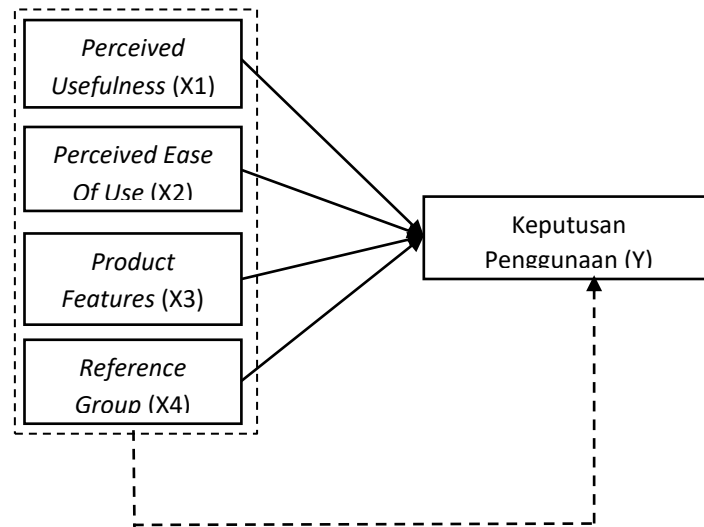 Perceived
Usefulness (X1)
Perceived Ease
Of Use (X2)
Product
Features (X3)
Reference
Group (X4)
Keputusan
Penggunaan (Y)